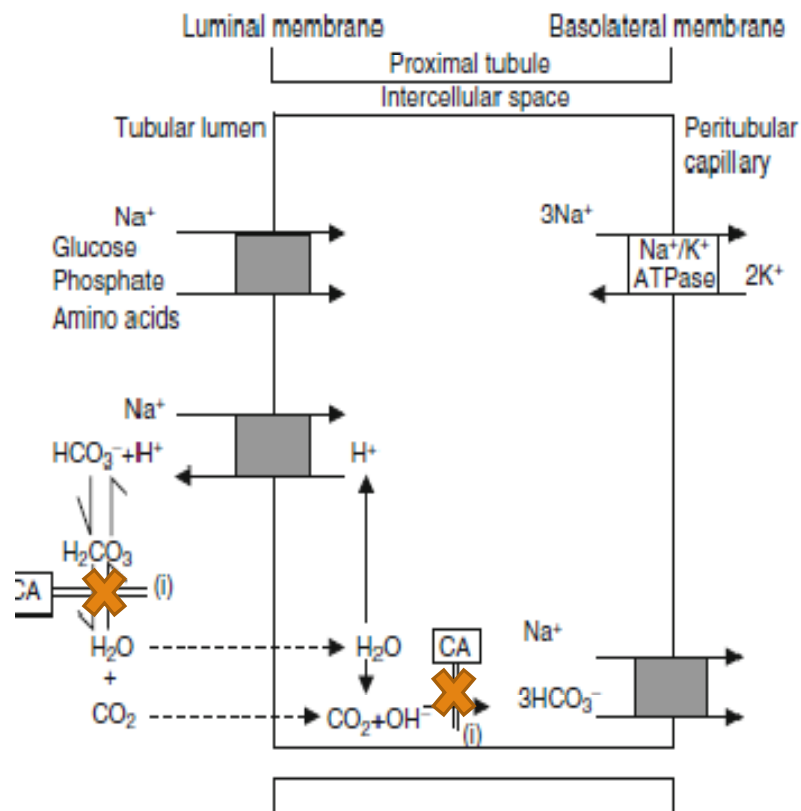 Luminal membrane Basolateral membrane
Proximal tubule
Intercellular space
Tubular lumen
Peritubular
capillary
Na⁺
Glucose
Phosphate
Amino acids
3Na⁺
Na⁺/K⁺
ATPase
2K⁺
Na⁺
HCO₃⁻+H⁺
H⁺
H₂CO₃
CA
(i)
H₂O
+
CO₂
H₂O
CO₂+OH⁻
CA
(i)
Na⁺
3HCO₃⁻